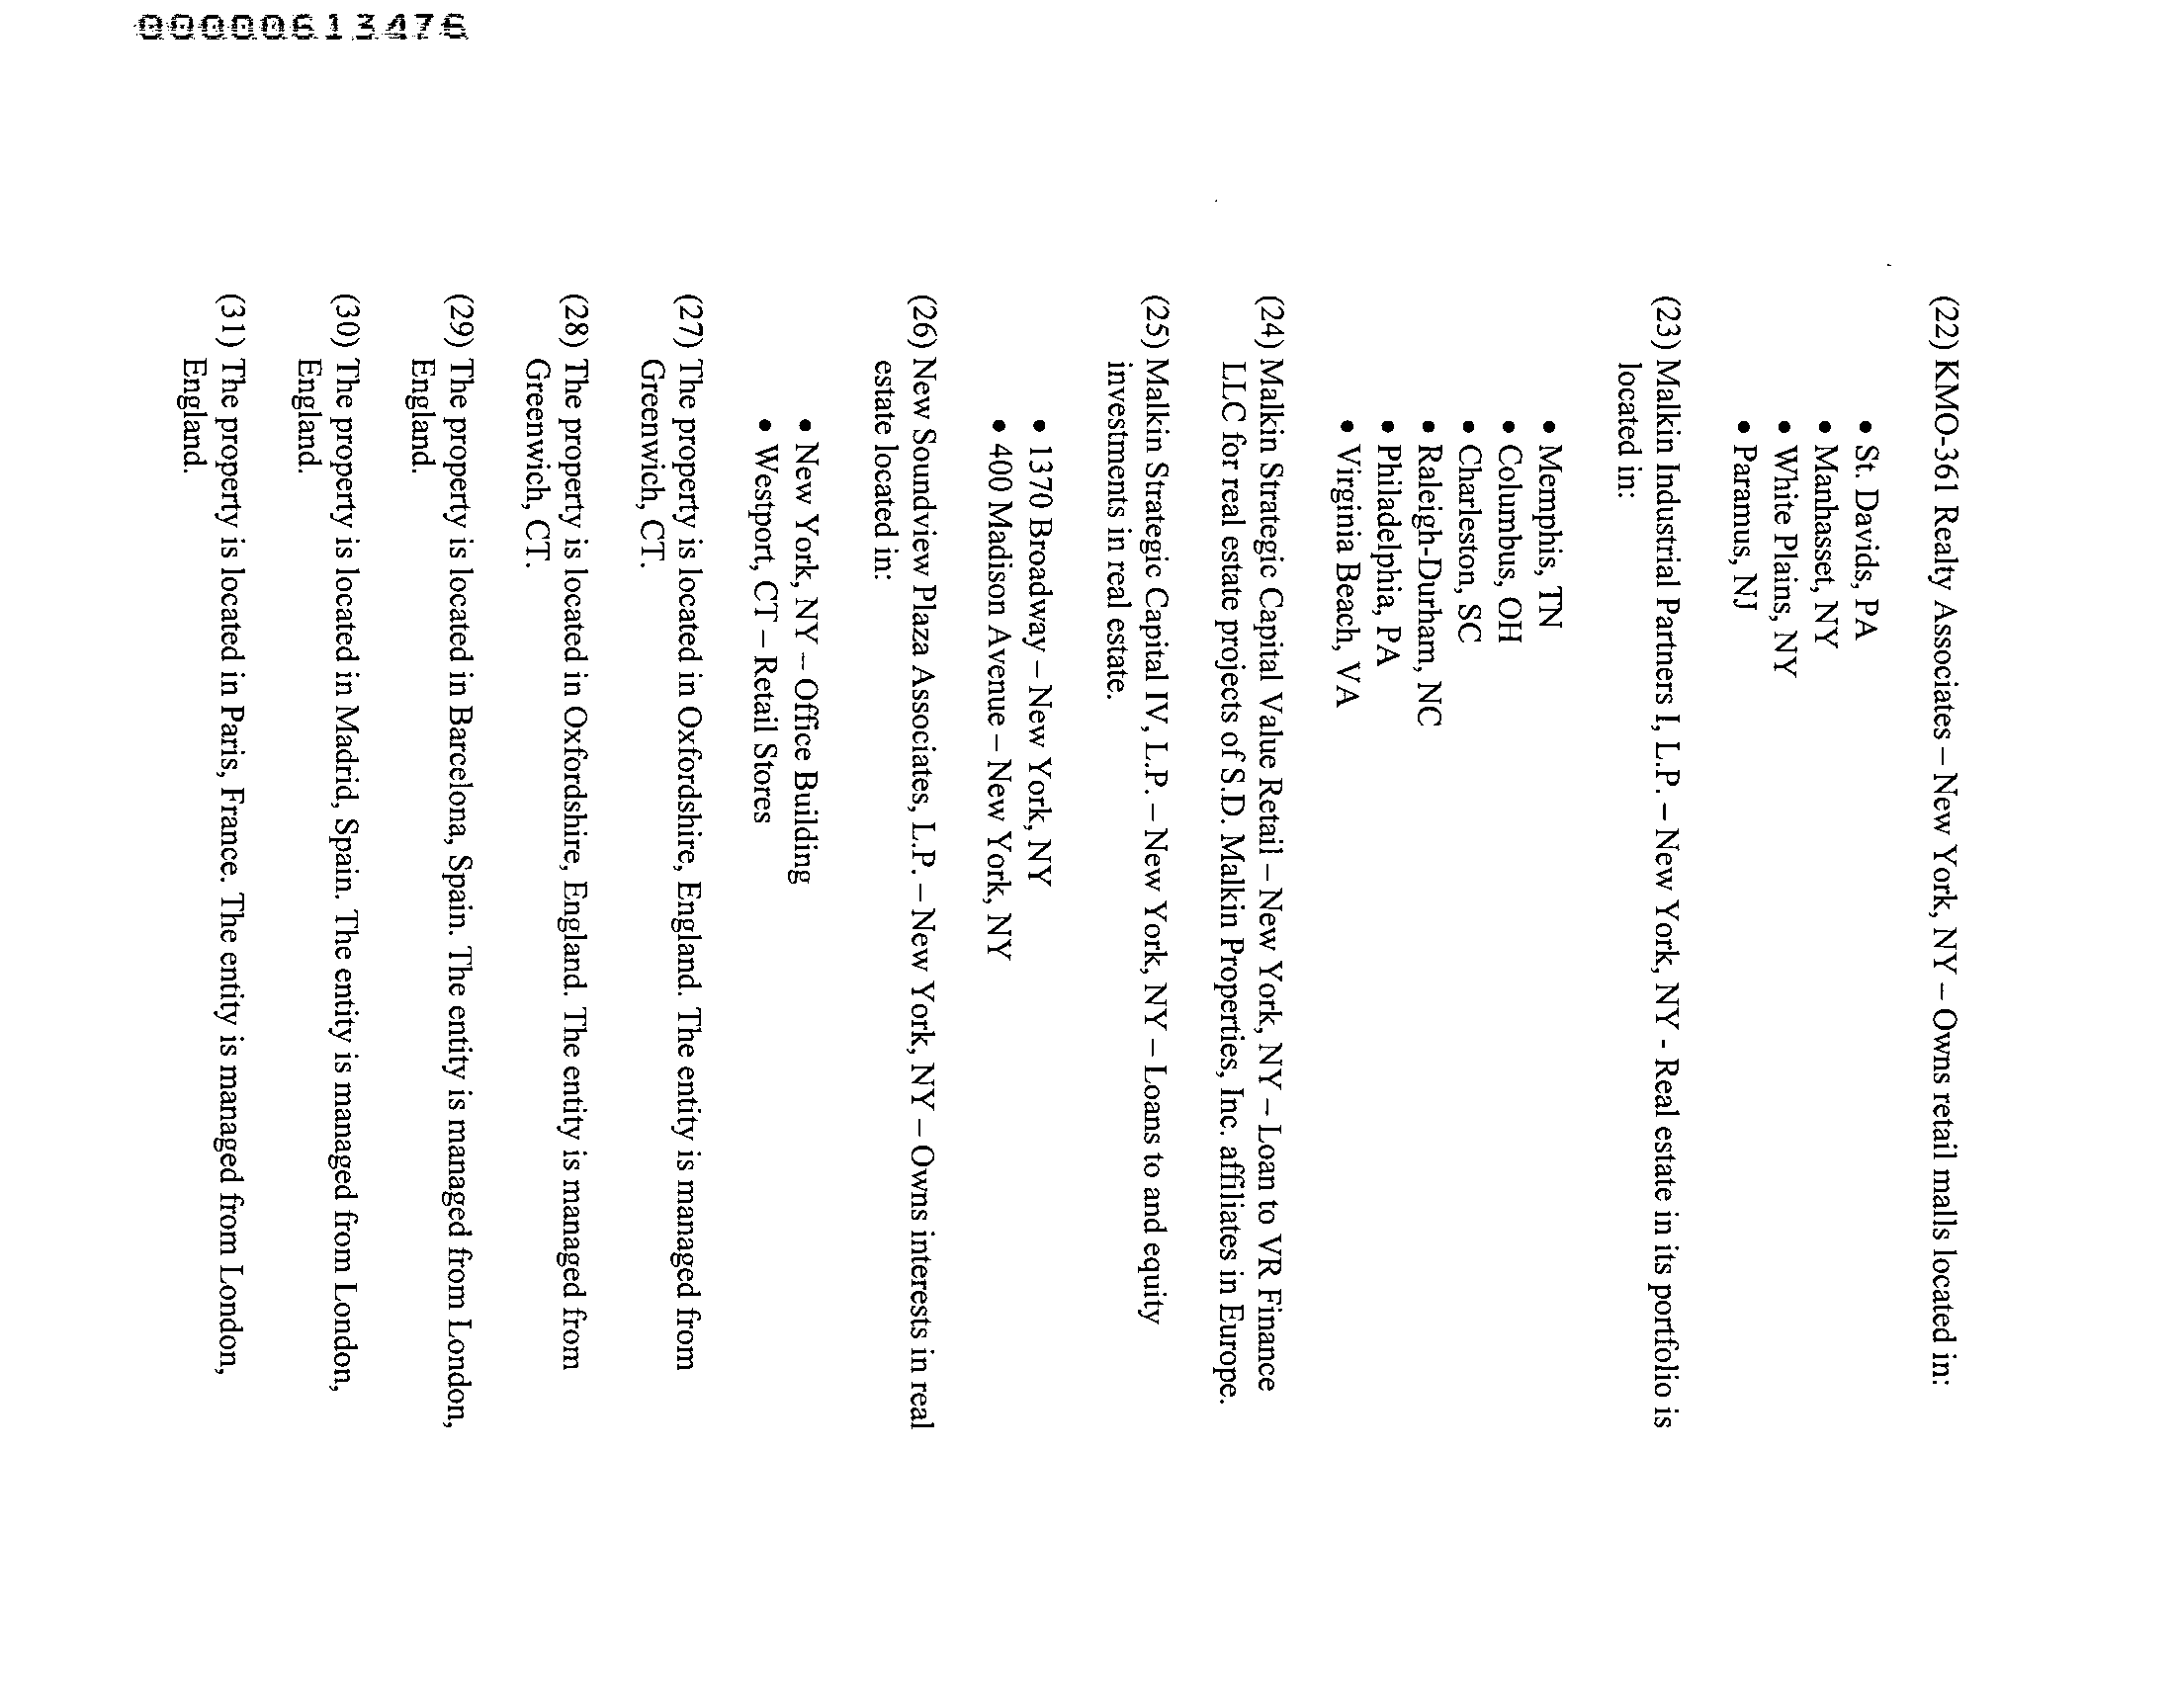 00000613476
(22) KMO-361 Realty Associates – New York, NY – Owns retail malls located in:
• St. Davids, PA
• Manhasset, NY
• White Plains, NY
• Paramus, NJ
(23) Malkin Industrial Partners I, L.P. – New York, NY - Real estate in its portfolio is
located in:
• Memphis, TN
• Columbus, OH
• Charleston, SC
• Raleigh-Durham, NC
• Philadelphia, PA
• Virginia Beach, VA
(24) Malkin Strategic Capital Value Retail – New York, NY – Loan to VR Finance
LLC for real estate projects of S.D. Malkin Properties, Inc. affiliates in Europe.
(25) Malkin Strategic Capital IV, L.P. – New York, NY – Loans to and equity
investments in real estate.
• 1370 Broadway – New York, NY
• 400 Madison Avenue – New York, NY
(26) New Soundview Plaza Associates, L.P. – New York, NY – Owns interests in real
estate located in:
• New York, NY – Office Building
• Westport, CT – Retail Stores
(27) The property is located in Oxfordshire, England. The entity is managed from
Greenwich, CT.
(28) The property is located in Oxfordshire, England. The entity is managed from
Greenwich, CT.
(29) The property is located in Barcelona, Spain. The entity is managed from London,
England.
(30) The property is located in Madrid, Spain. The entity is managed from London,
England.
(31) The property is located in Paris, France. The entity is managed from London,
England.